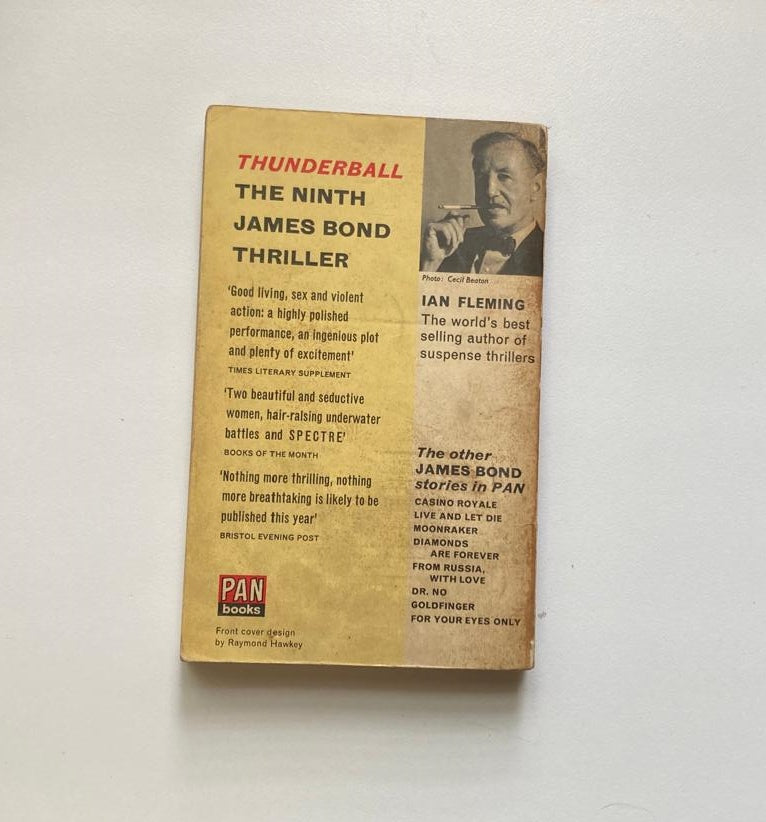 THUNDERBALL
THE NINTH
JAMES BOND
THRILLER
'Good living, sex and violent
action: a highly polished
performance, an ingenious plot
and plenty of excitement'
TIMES LITERARY SUPPLEMENT
'Two beautiful and seductive
women, hair-raising underwater
battles and SPECTRE'
BOOKS OF THE MONTH
'Nothing more thrilling, nothing
more breathtaking is likely to be
published this year'
BRISTOL EVENING POST
PAN
books
Front cover design
by Raymond Hawkey
Photo: Cecil Beaton
IAN FLEMING
The world's best
selling author of
suspense thrillers
The other
JAMES BOND
stories in PAN
CASINO ROYALE
LIVE AND LET DIE
MOONRAKER
DIAMONDS
ARE FOREVER
FROM RUSSIA,
WITH LOVE
DR. NO
GOLDFINGER
FOR YOUR EYES ONLY